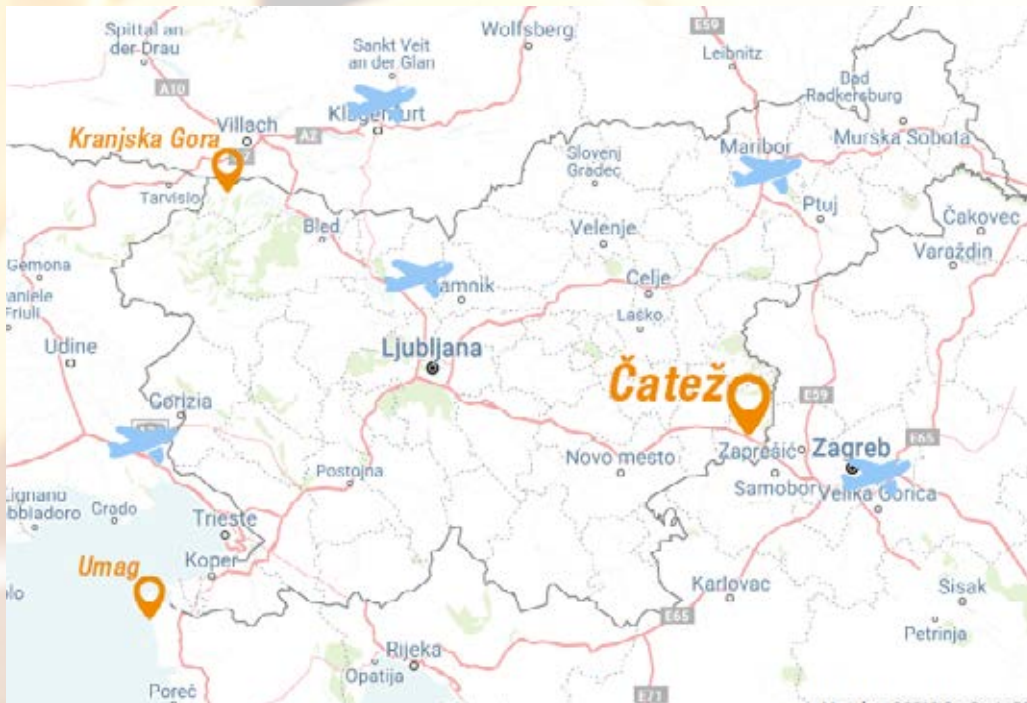 Spittal an
der Drau
A10
Wolfsberg
Sankt Veit
an der Glan
E59
Leibnitz
Bad
Radkersburg
Kranjska Gora
Villach
A2
Klagenfurt
Maribor
Murska Sobota
Tarvisio
Slovenj
Gradec
Ptuj
Bled
Velenje
Čakovec
Varaždin
Gemona
Celje
Friuli
Laško
Udine
Ljubljana
Čatež
E59
Gorizia
Novo mesto
Zaprešić
Zagreb
E65
Postojna
Samobor
Velika Gorica
Grado
Trieste
Umag
Koper
Karlovac
Sisak
E65
Petrinja
Rijeka
Opatija
Poreč
E71